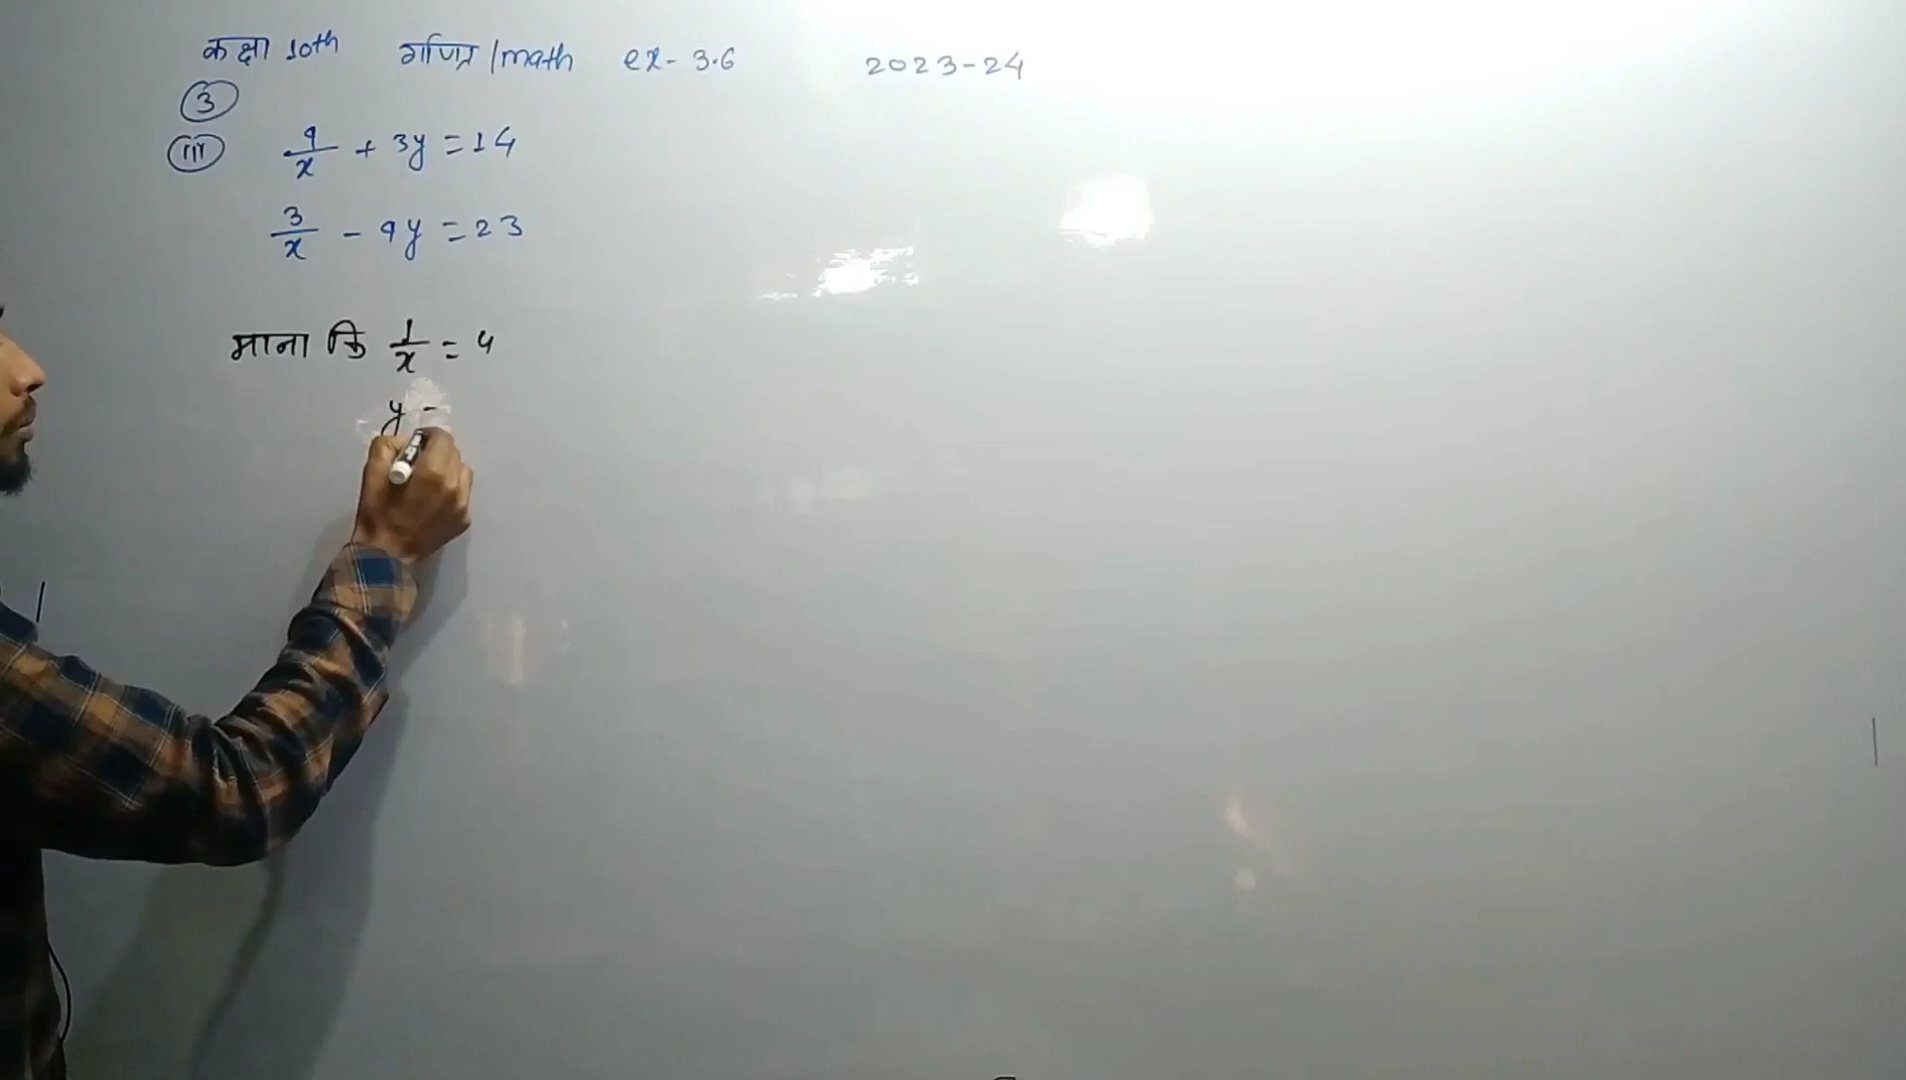 कक्षा 10th गणित /math ex- 3.6 2023-24
3
III 4/x + 3y = 14
3/x - 4y = 23
माना कि 1/x = u
y -